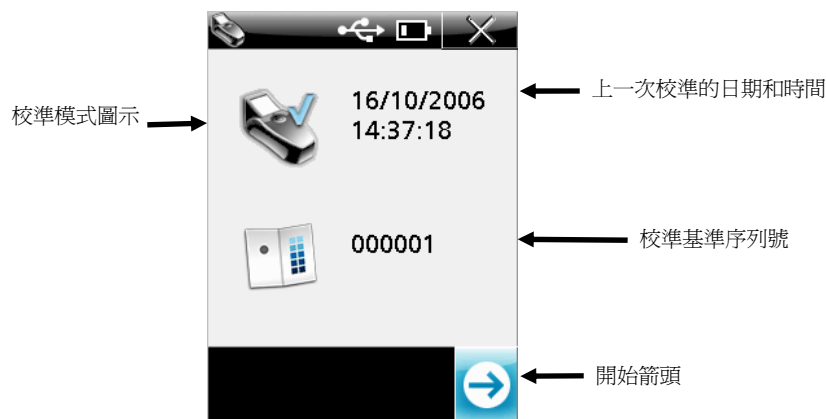 16/10/2006
14:37:18
上一次校準的日期和時間
校準模式圖示
000001
校準基準序列號
開始箭頭